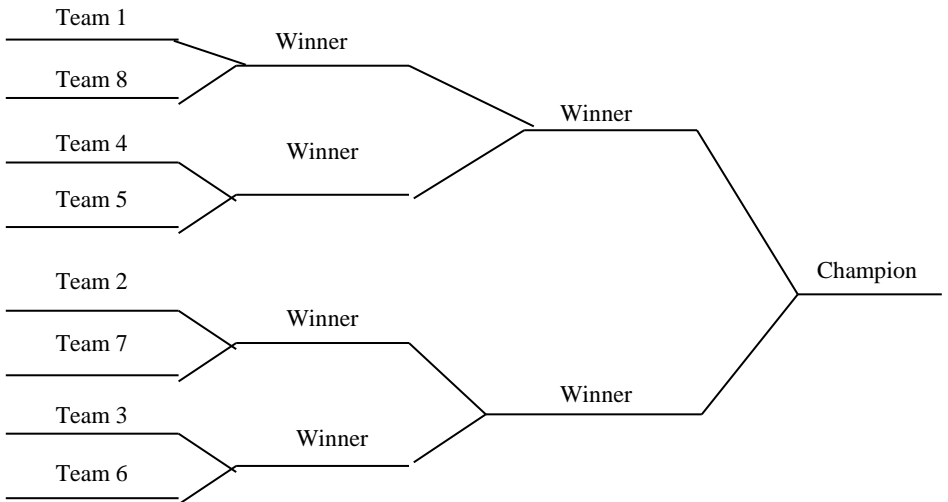 Team 1
Winner
Team 8
Winner
Team 4
Winner
Team 5
Champion
Team 2
Winner
Team 7
Winner
Team 3
Winner
Team 6